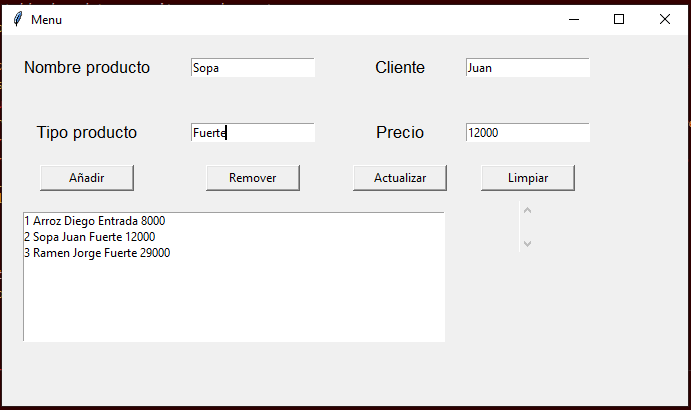 Menu
Nombre producto Sopa Cliente Juan
Tipo producto Fuerte Precio 12000
Añadir Remover Actualizar Limpiar
1 Arroz Diego Entrada 8000
2 Sopa Juan Fuerte 12000
3 Ramen Jorge Fuerte 29000